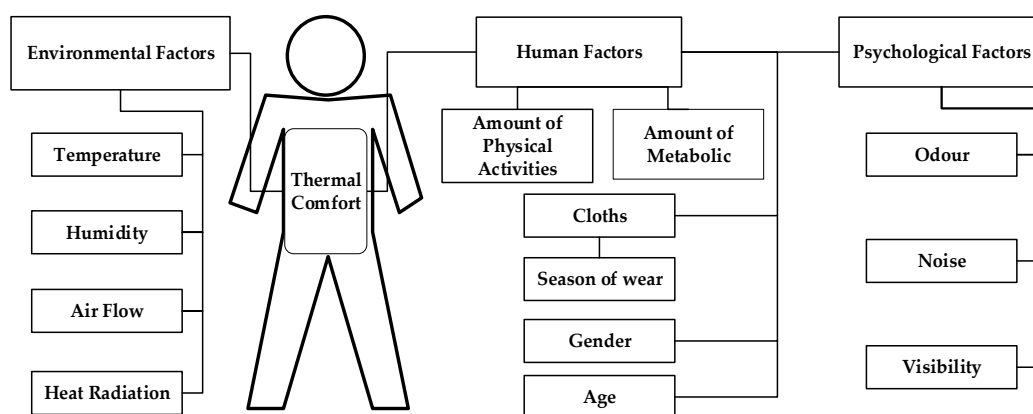 Environmental Factors
Temperature
Humidity
Air Flow
Heat Radiation
Thermal
Comfort
Human Factors
Amount of
Physical
Activities
Amount of
Metabolic
Cloths
Season of wear
Gender
Age
Psychological Factors
Odour
Noise
Visibility